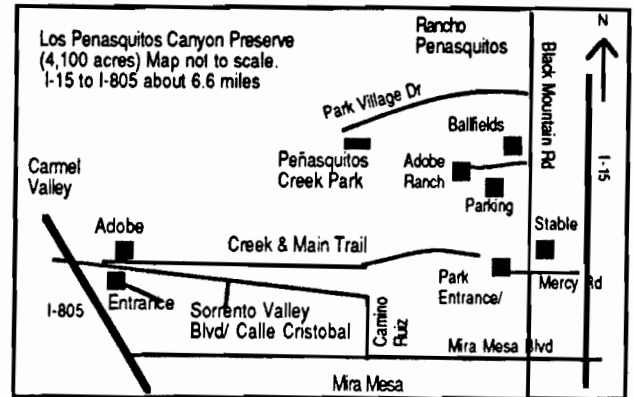 Los Penasquitos Canyon Preserve
(4,100 acres) Map not to scale.
I-15 to I-805 about 6.6 miles
Rancho
Penasquitos
N
Black Mountain Rd
I-15
Park Village Dr
Ballfields
Peñasquitos
Creek Park
Adobe
Ranch
Parking
Carmel
Valley
Adobe
Creek & Main Trail
Stable
Park
Entrance/
Mercy Rd
Entrance
I-805
Sorrento Valley
Blvd/ Calle Cristobal
Camino
Ruiz
Mira Mesa Blvd
Mira Mesa